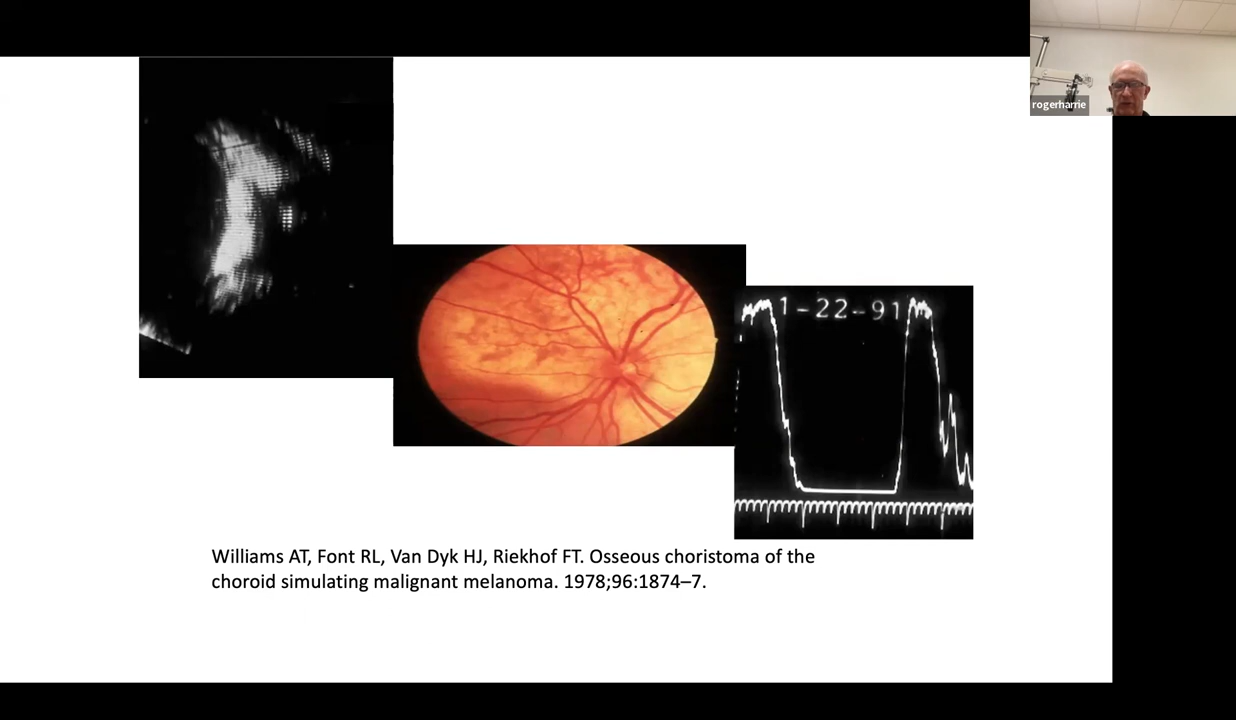 rogerharrie
1-22-91
Williams AT, Font RL, Van Dyk HJ, Riekhof FT. Osseous choristoma of the
choroid simulating malignant melanoma. 1978;96:1874–7.